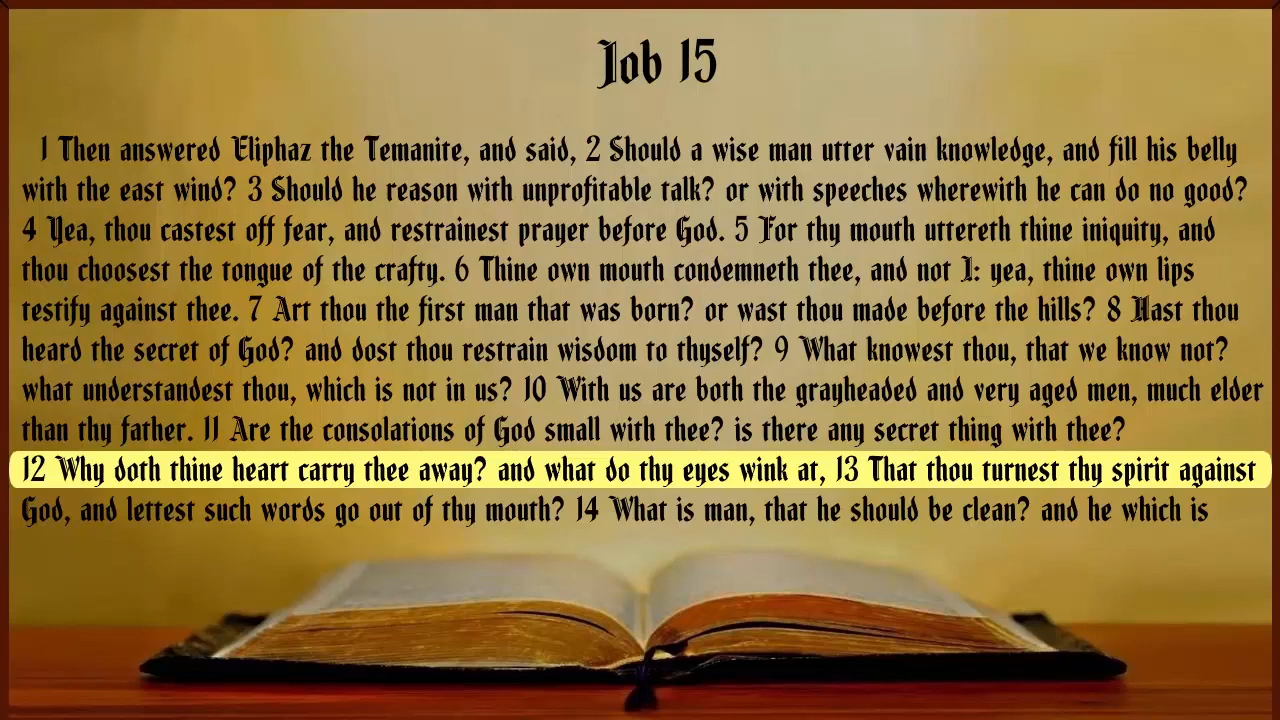 Job 15
1 Then answered Eliphaz the Temanite, and said, 2 Should a wise man utter vain knowledge, and fill his belly
with the east wind? 3 Should he reason with unprofitable talk? or with speeches wherewith he can do no good?
4 Yea, thou castest off fear, and restrainest prayer before God. 5 For thy mouth uttereth thine iniquity, and
thou choosest the tongue of the crafty. 6 Thine own mouth condemneth thee, and not I: yea, thine own lips
testify against thee. 7 Art thou the first man that was born? or wast thou made before the hills? 8 Hast thou
heard the secret of God? and dost thou restrain wisdom to thyself? 9 What knowest thou, that we know not?
what understandest thou, which is not in us? 10 With us are both the grayheaded and very aged men, much elder
than thy father. 11 Are the consolations of God small with thee? is there any secret thing with thee?
12 Why doth thine heart carry thee away? and what do thy eyes wink at, 13 That thou turnest thy spirit against
God, and lettest such words go out of thy mouth? 14 What is man, that he should be clean? and he which is